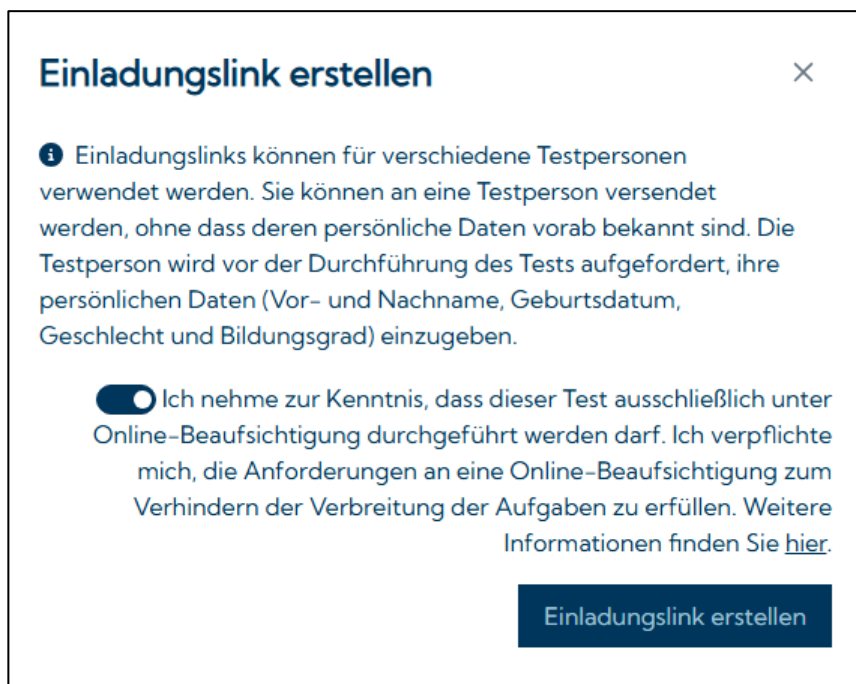 Einladungslink erstellen
Einladungslinks können für verschiedene Testpersonen
verwendet werden. Sie können an eine Testperson versendet
werden, ohne dass deren persönliche Daten vorab bekannt sind. Die
Testperson wird vor der Durchführung des Tests aufgefordert, ihre
persönlichen Daten (Vor- und Nachname, Geburtsdatum,
Geschlecht und Bildungsgrad) einzugeben.
Ich nehme zur Kenntnis, dass dieser Test ausschließlich unter
Online-Beaufsichtigung durchgeführt werden darf. Ich verpflichte
mich, die Anforderungen an eine Online-Beaufsichtigung zum
Verhindern der Verbreitung der Aufgaben zu erfüllen. Weitere
Informationen finden Sie hier.
Einladungslink erstellen